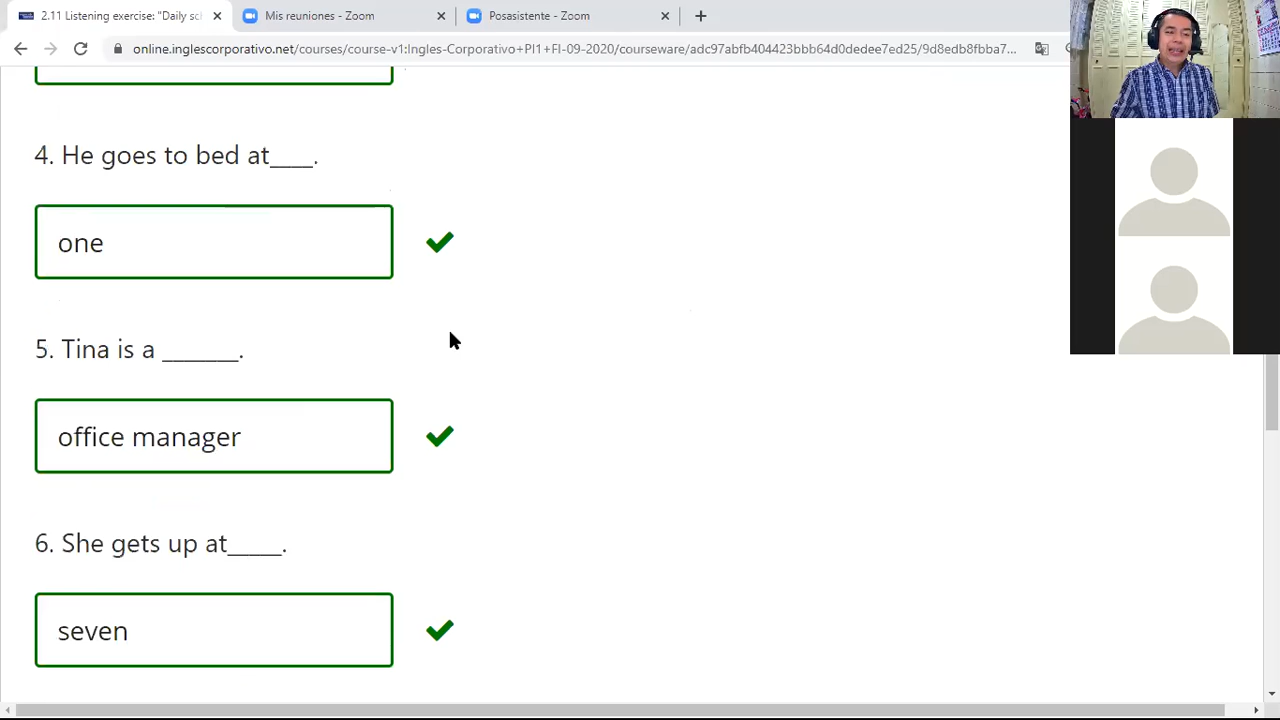 2.11 Listening exercise: "Daily sch
Mis reuniones - Zoom
Posasistente - Zoom
online.inglescorporativo.net/courses/course-v1:Ingles-Corporativo+PI1+FI-09-2020/courseware/adc97abfb404423bbb64d0dedee7ed25/9d8edb8fbba7...
4. He goes to bed at____.
one
5. Tina is a _______.
office manager
6. She gets up at_____.
seven